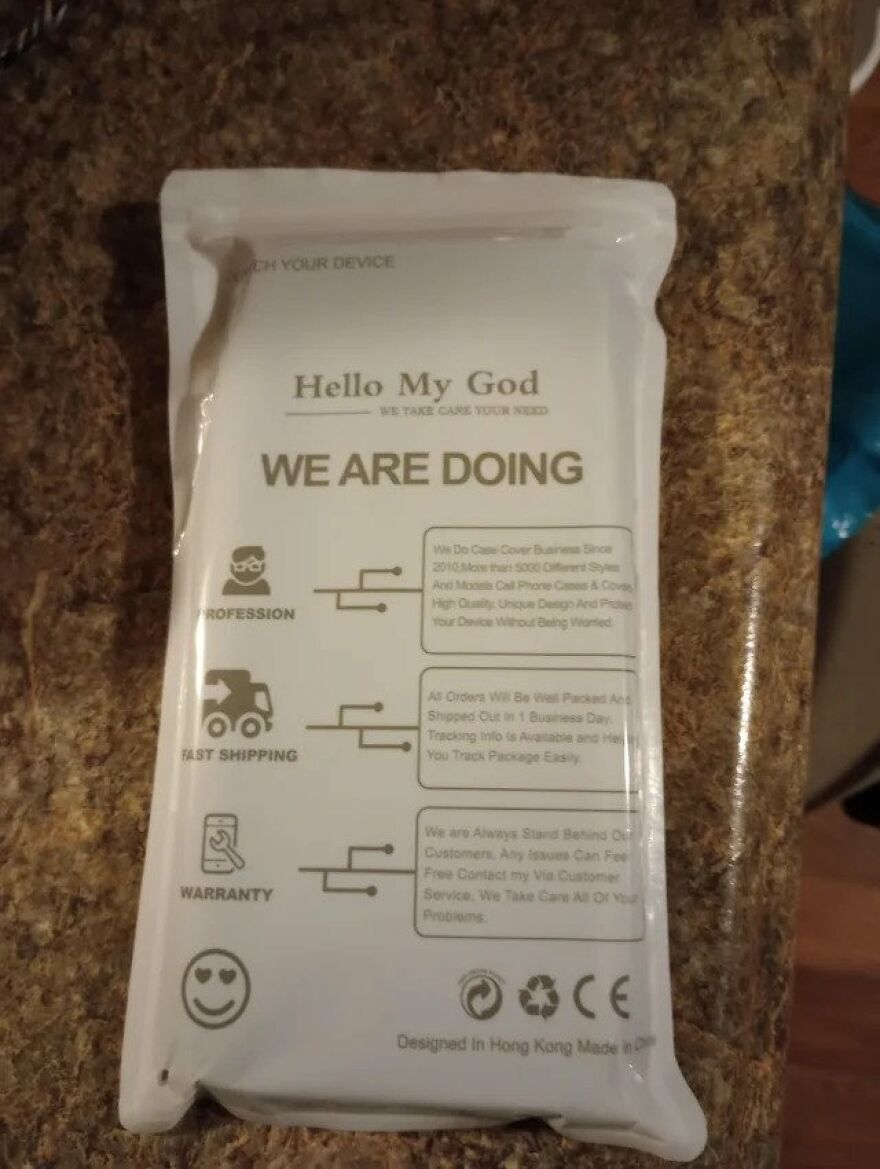 CH YOUR DEVICE
Hello My God
WE TAKE CARE YOUR NEED
WE ARE DOING
PROFESSION
We Do Case Cover Business Since
2010,More than 5000 Different Styles
And Models Cell Phone Cases & Cover,
High Quality, Unique Design And Protect
Your Device Without Being Worried.
FAST SHIPPING
All Orders Will Be Well Packed And
Shipped Out in 1 Business Day.
Tracking Info Is Available and Help
You Track Package Easily.
WARRANTY
We are Always Stand Behind Our
Customers, Any Issues Can Feel
Free Contact my Via Customer
Service. We Take Care All Of Your
Problems.
CE
Designed In Hong Kong Made in China